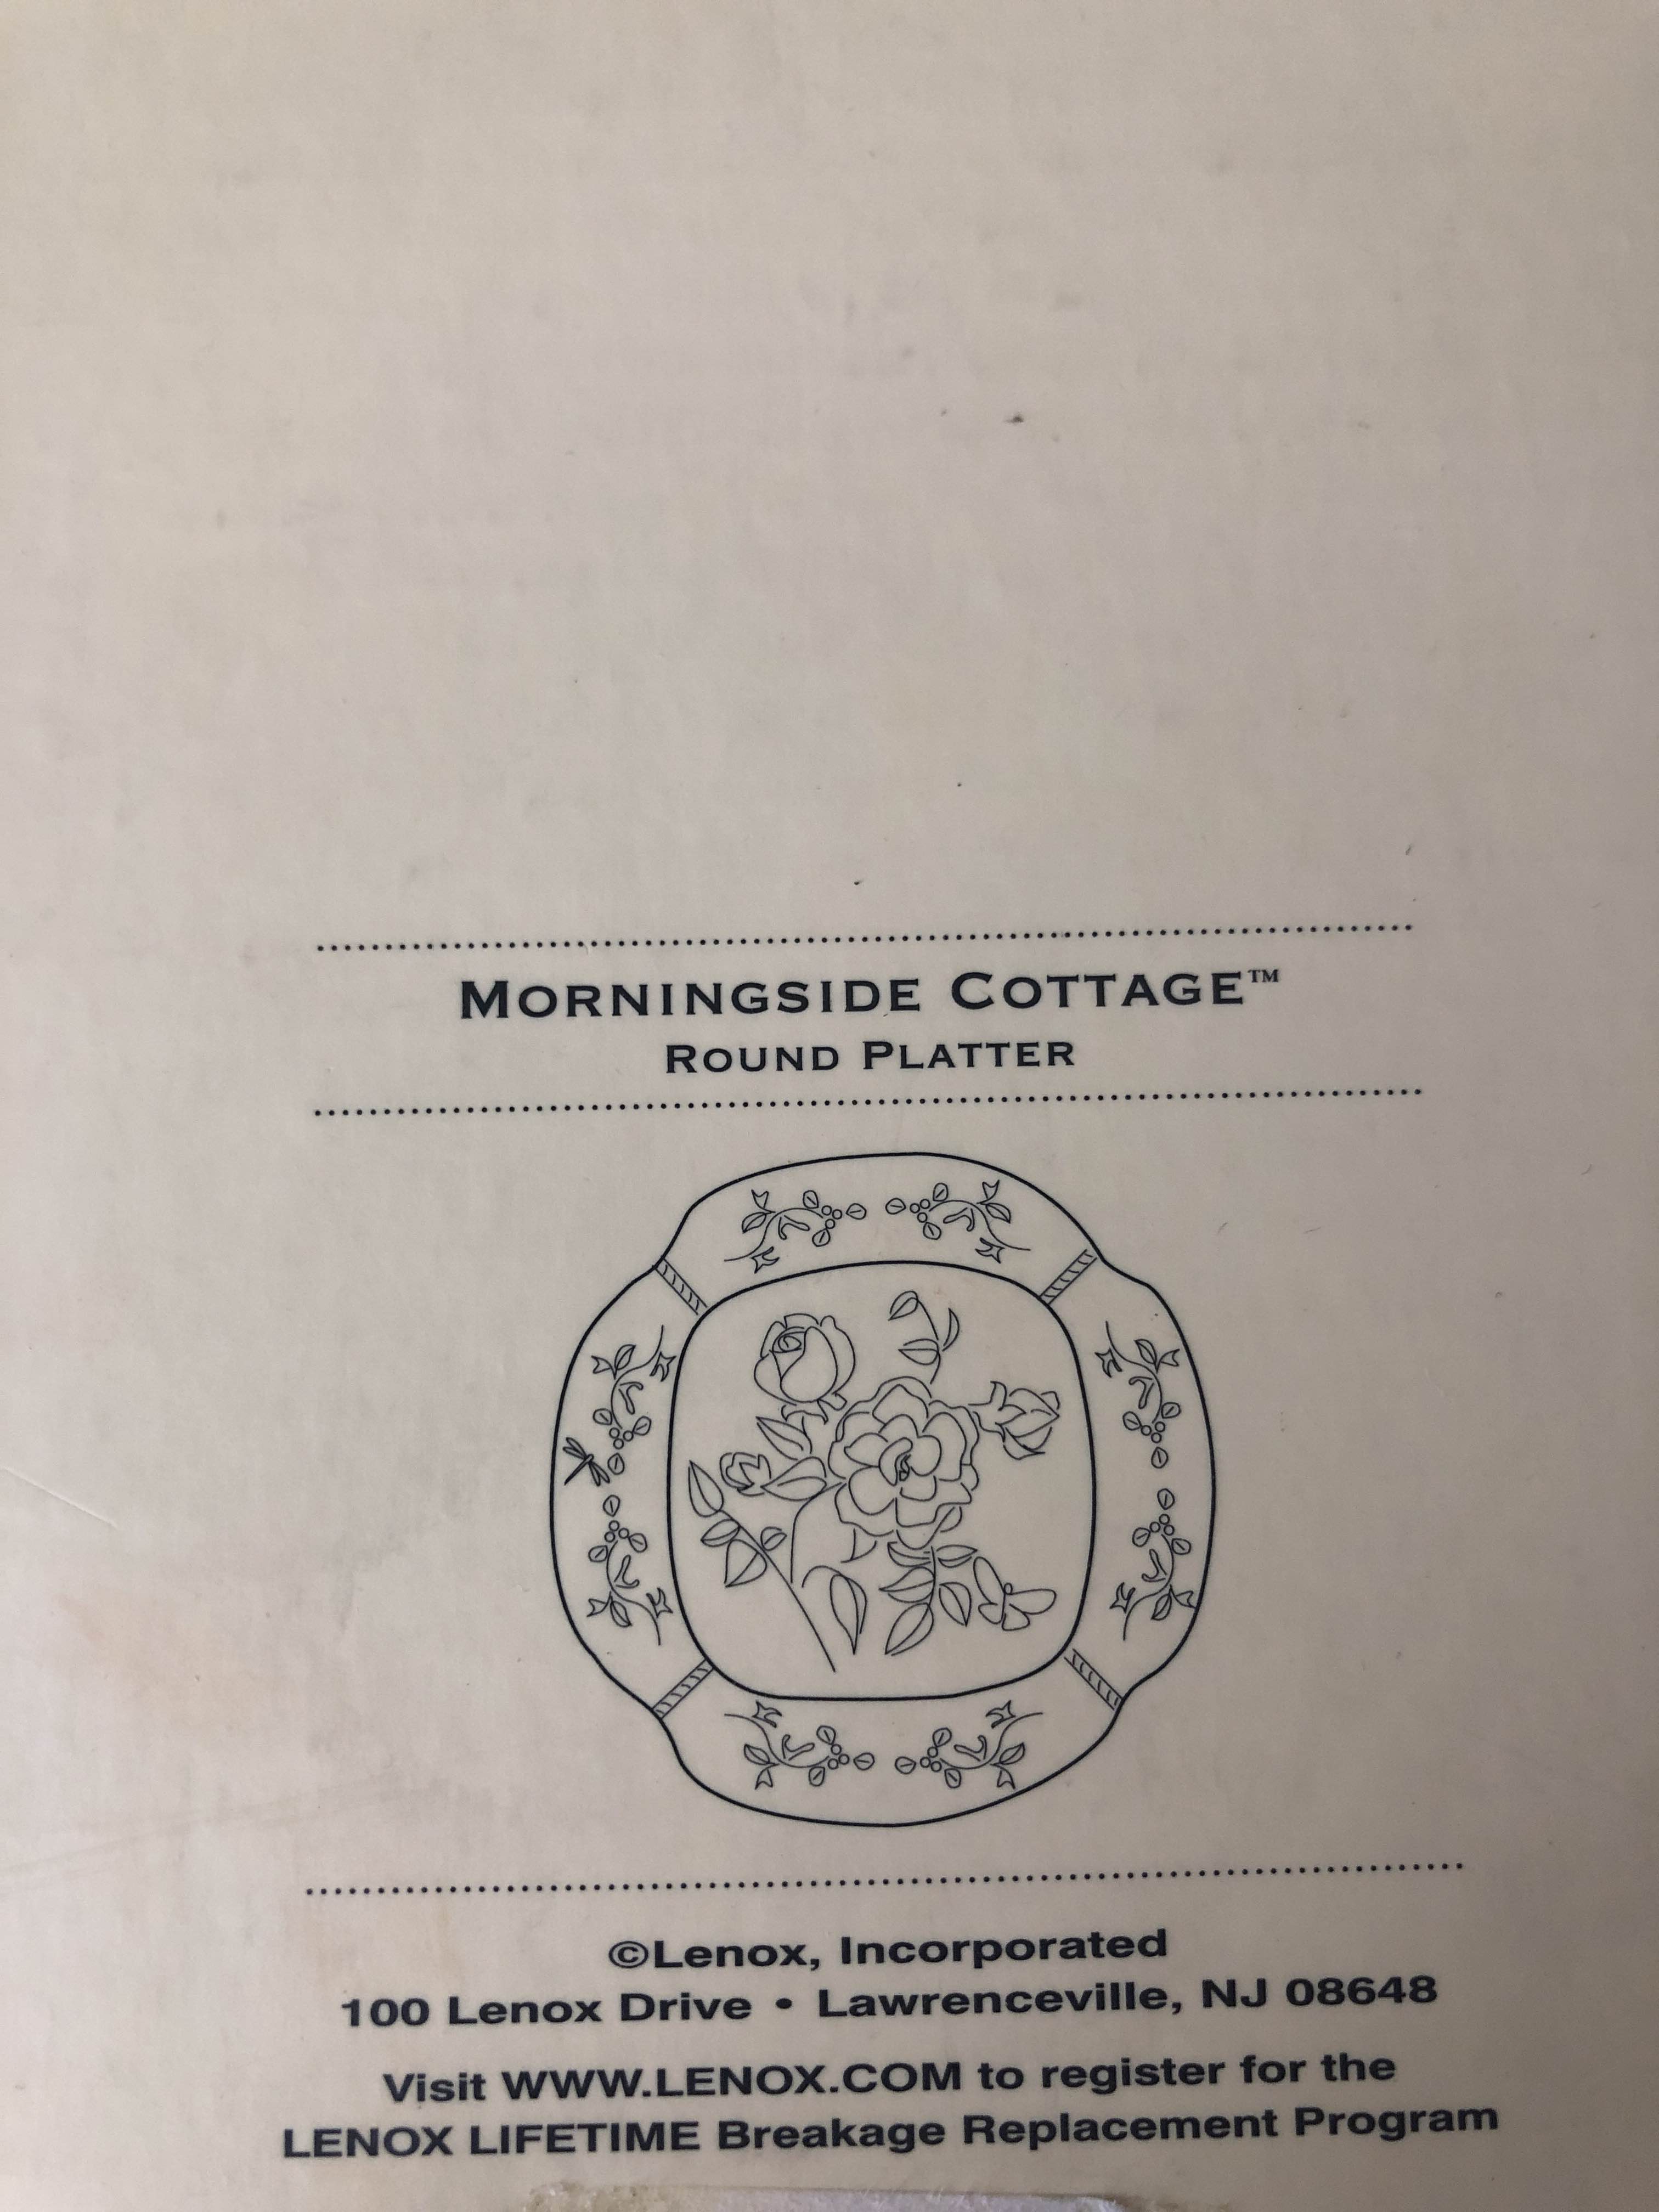 MORNINGSIDE COTTAGE™
ROUND PLATTER
©Lenox, Incorporated
100 Lenox Drive • Lawrenceville, NJ 08648
Visit WWW.LENOX.COM to register for the
LENOX LIFETIME Breakage Replacement Program